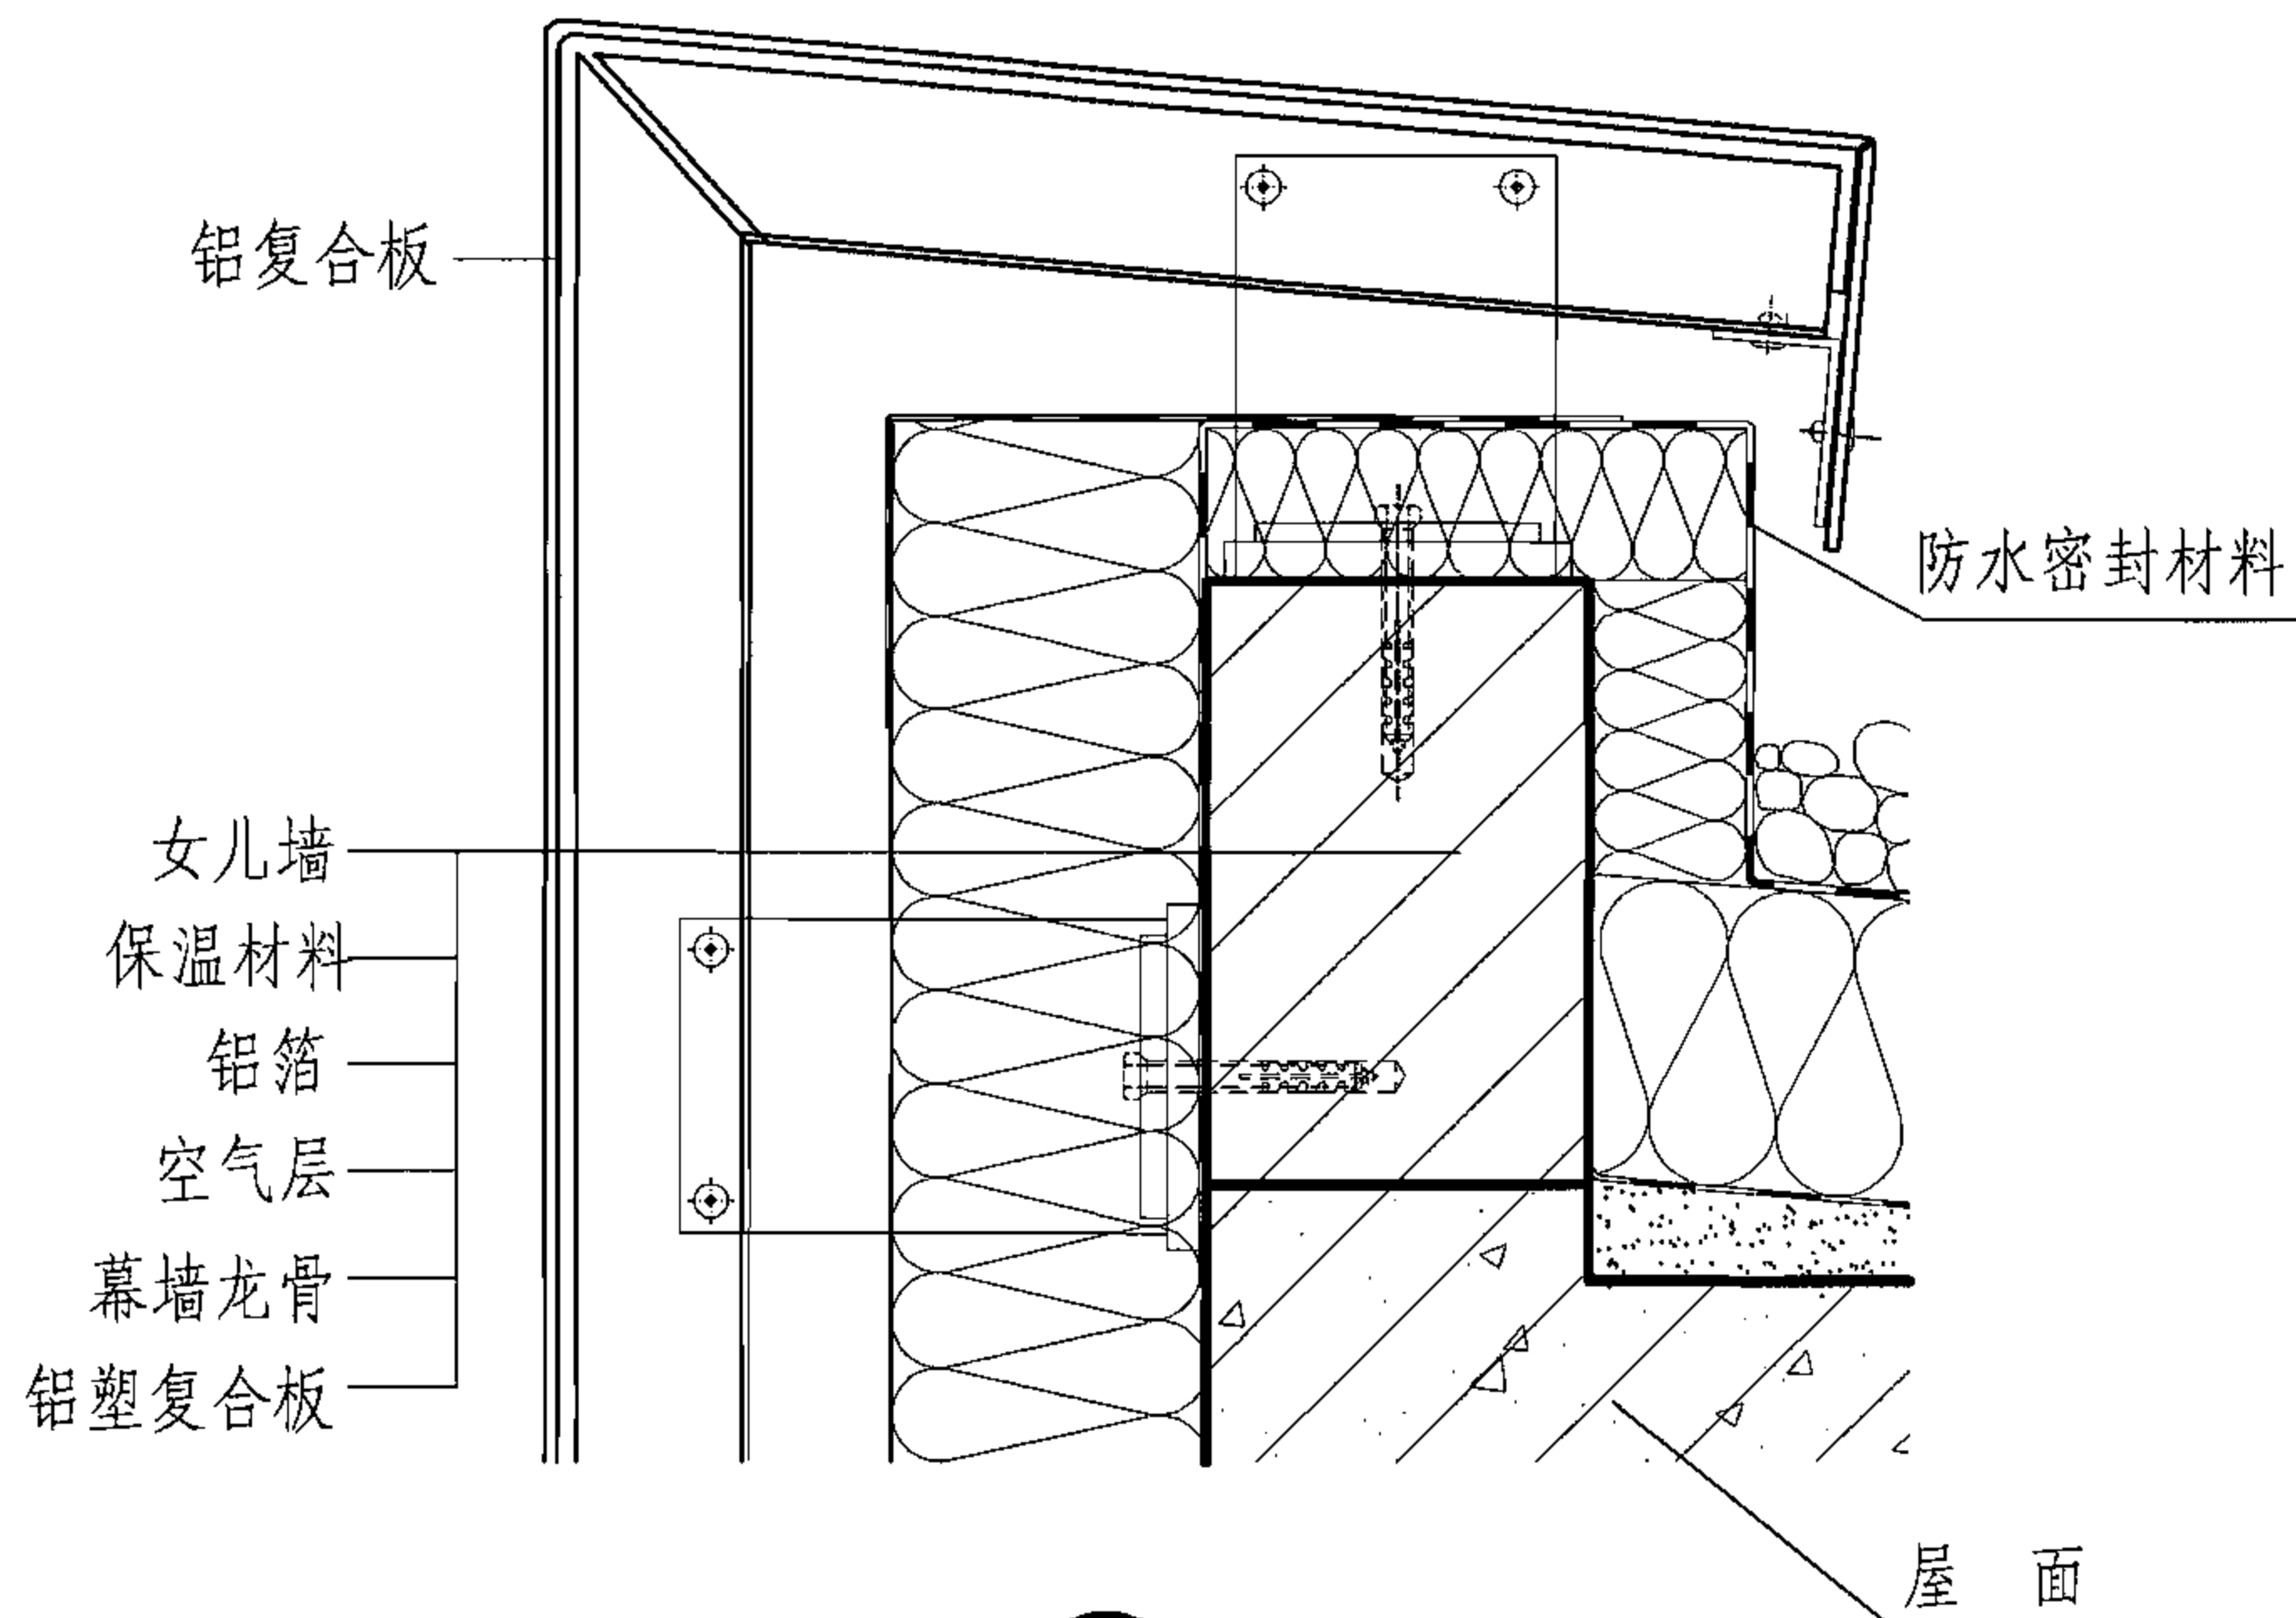 铝复合板
防水密封材料
女儿墙
保温材料
铝箔
空气层
幕墙龙骨
铝塑复合板
屋 面